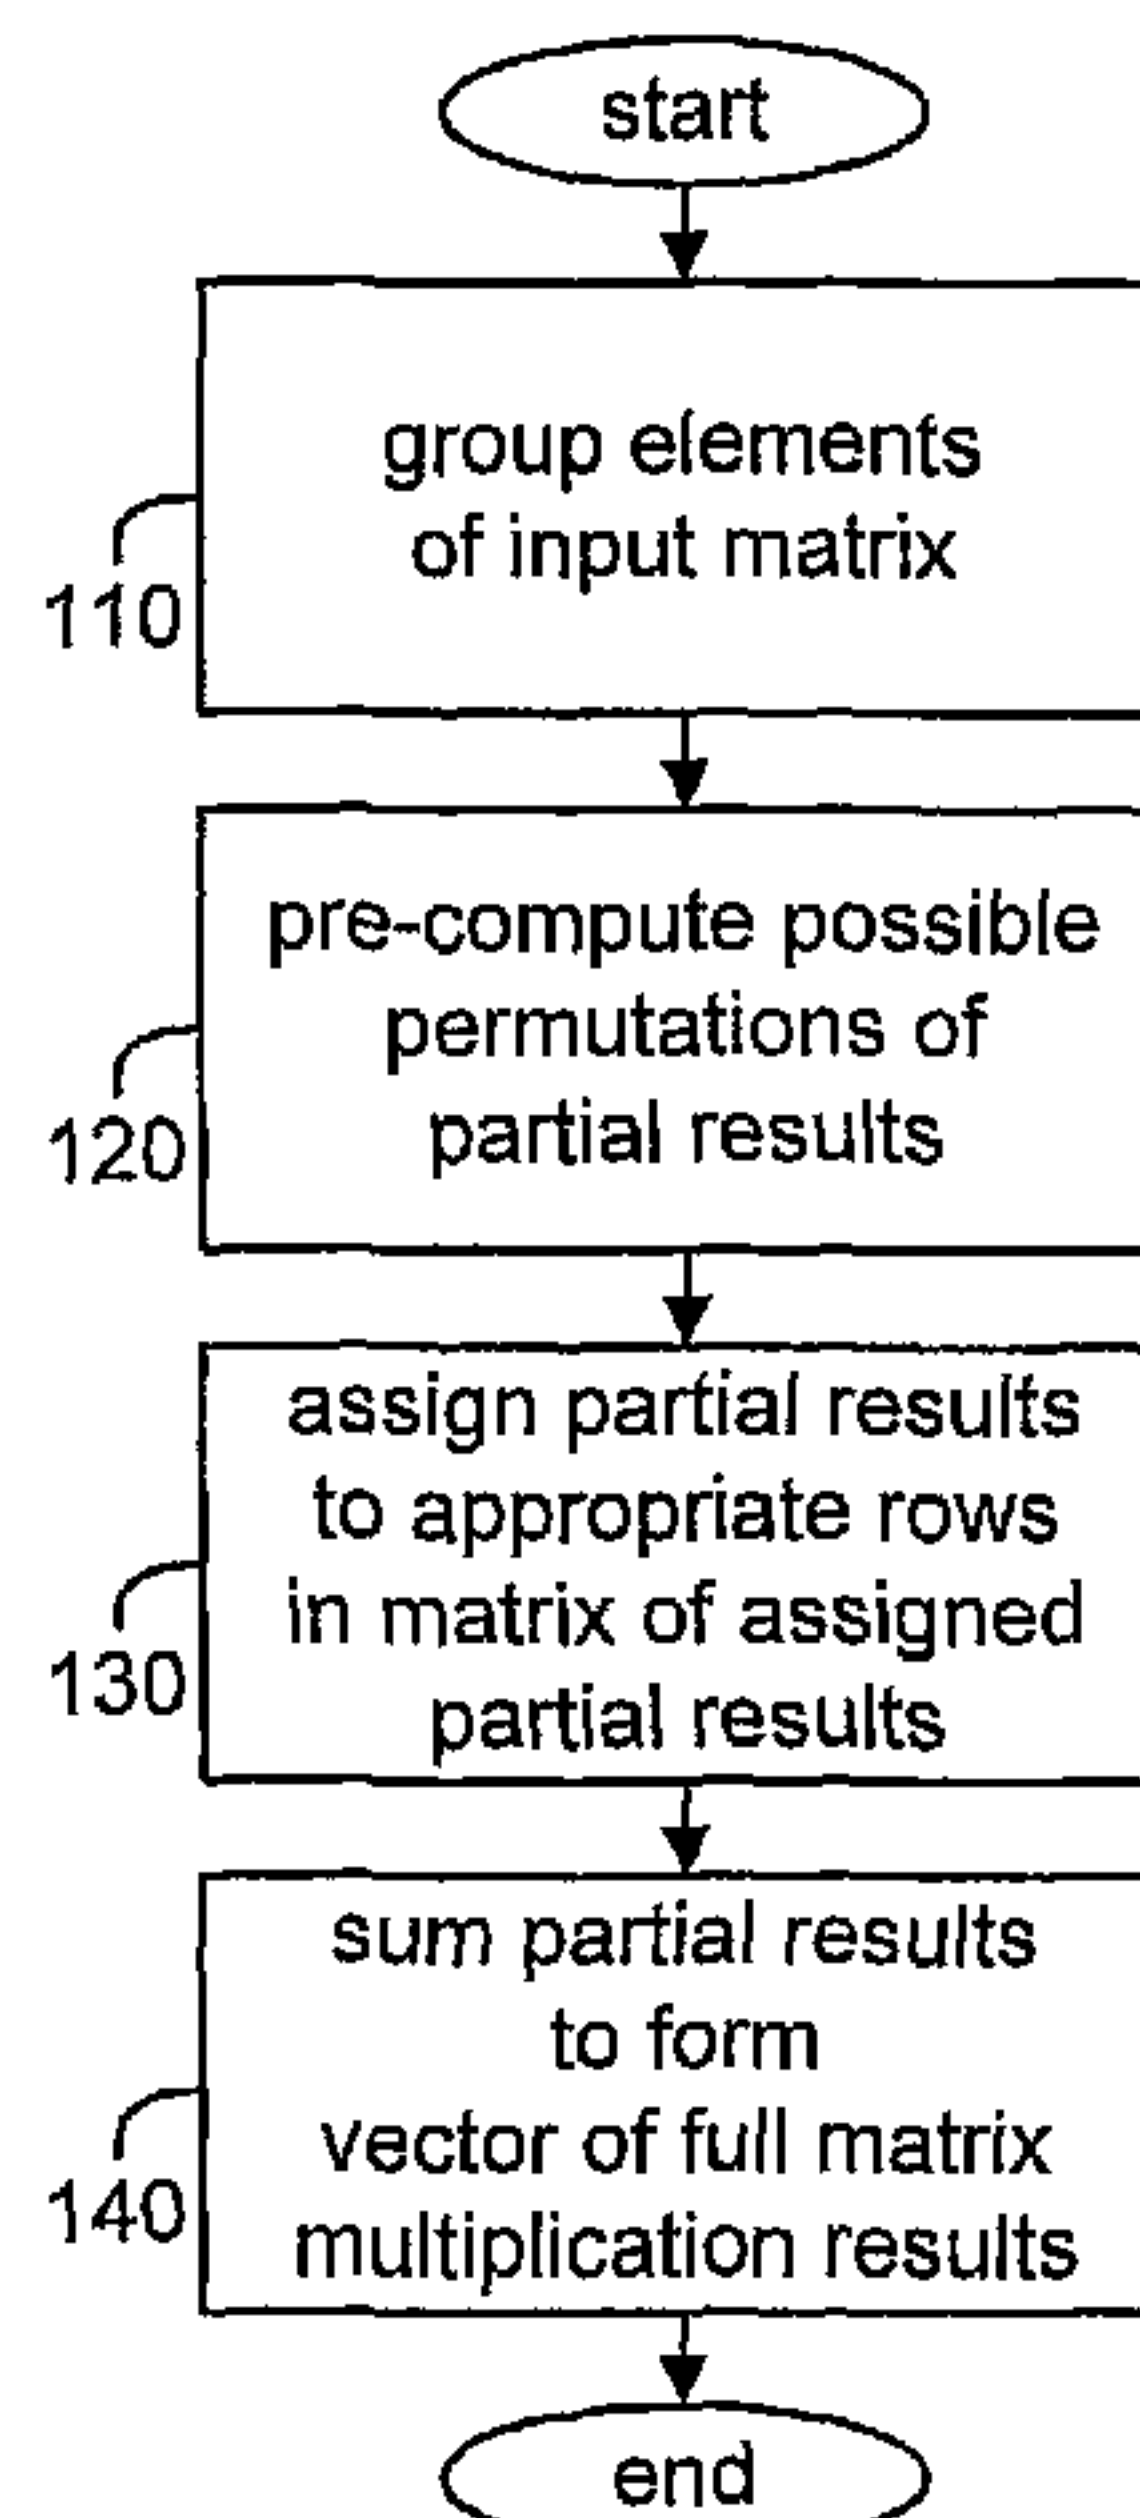 start
group elements
of input matrix
110
pre-compute possible
permutations of
partial results
120
assign partial results
to appropriate rows
in matrix of assigned
partial results
130
sum partial results
to form
vector of full matrix
multiplication results
140
end